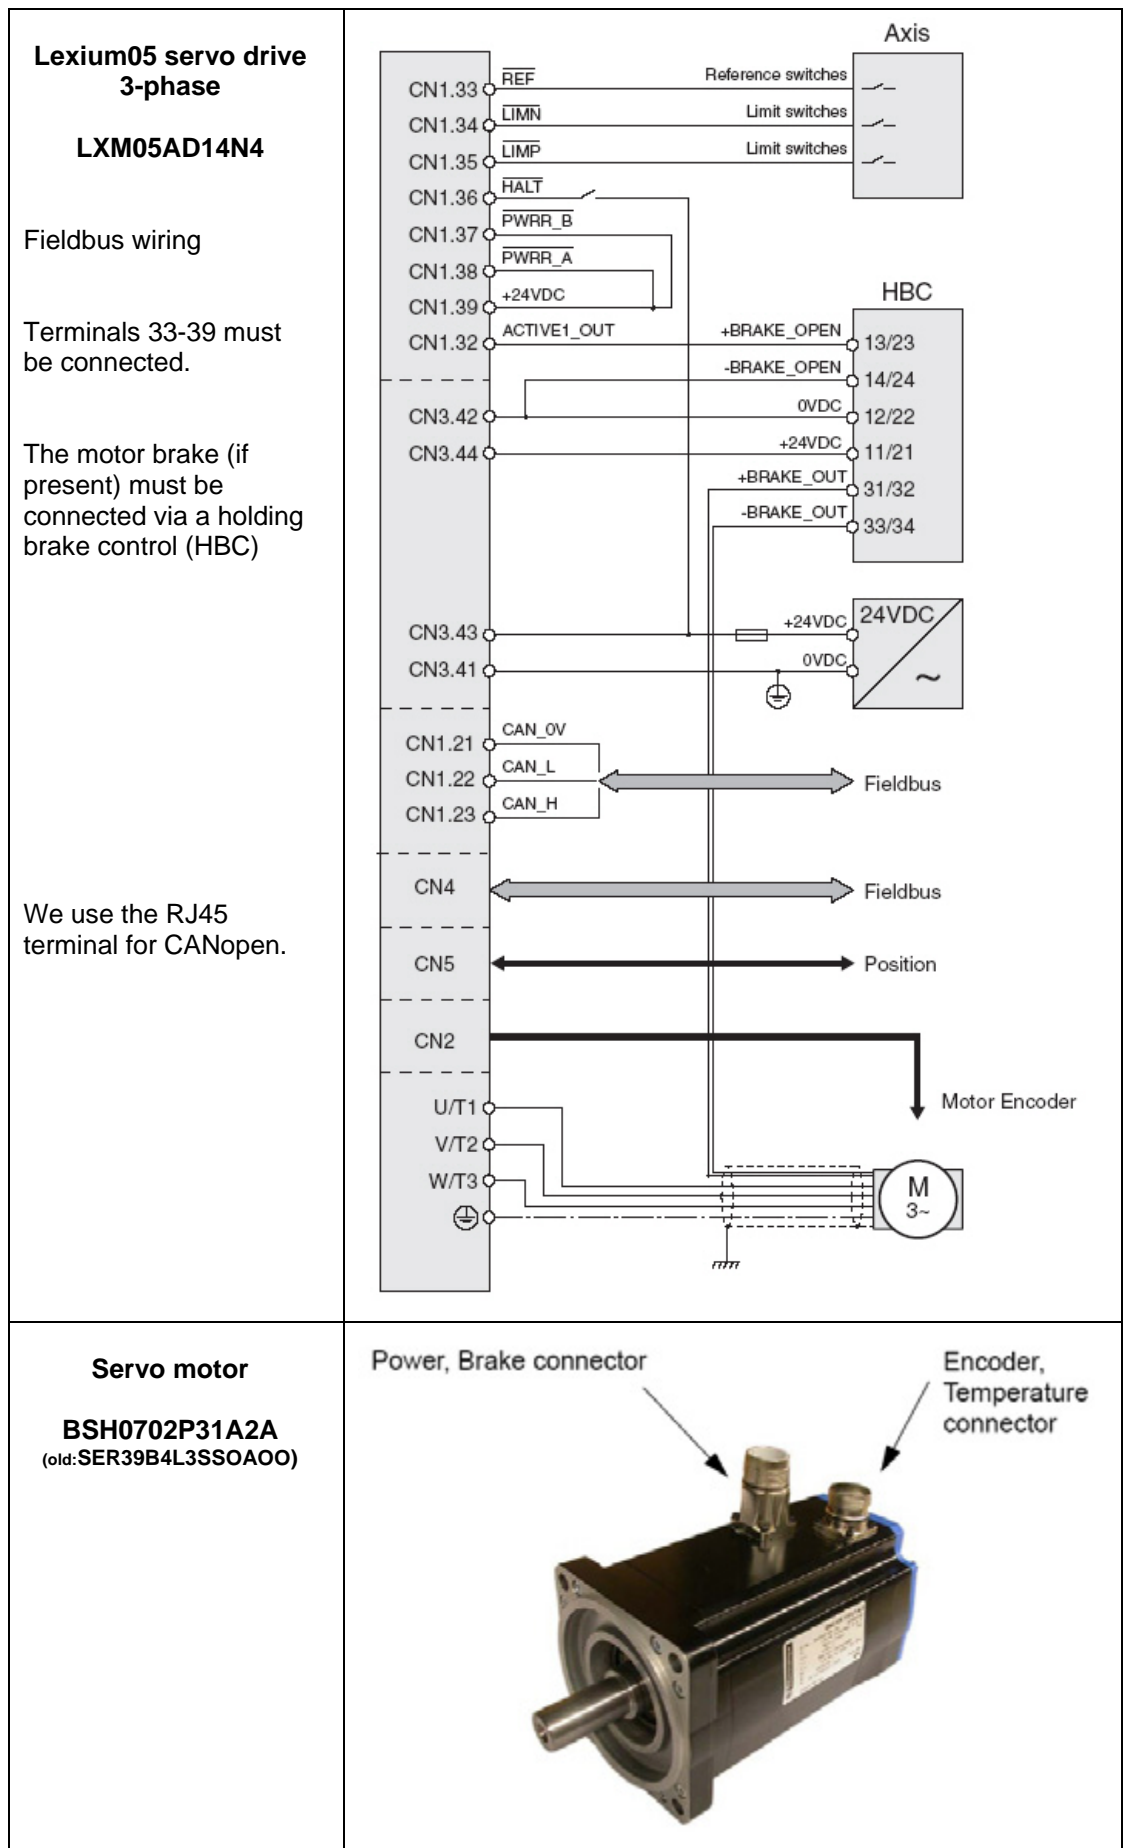 Lexium05 servo drive
3-phase
LXM05AD14N4
Fieldbus wiring
Terminals 33-39 must
be connected.
The motor brake (if
present) must be
connected via a holding
brake control (HBC)
We use the RJ45
terminal for CANopen.
Axis
CN1.33 REF Reference switches
CN1.34 LIMN Limit switches
CN1.35 LIMP Limit switches
CN1.36 HALT
CN1.37 PWRR_B
CN1.38 PWRR_A
CN1.39 +24VDC
HBC
CN1.32 ACTIVE1_OUT +BRAKE_OPEN 13/23
-BRAKE_OPEN 14/24
CN3.42 0VDC 12/22
CN3.44 +24VDC 11/21
+BRAKE_OUT 31/32
-BRAKE_OUT 33/34
CN3.43 +24VDC 24VDC
CN3.41 0VDC ~
CN1.21 CAN_0V
CN1.22 CAN_L Fieldbus
CN1.23 CAN_H
CN4 Fieldbus
CN5 Position
CN2
Motor Encoder
U/T1
V/T2
W/T3
M
3~
Servo motor
BSH0702P31A2A
(old:SER39B4L3SSOAOO)
Power, Brake connector
Encoder,
Temperature
connector